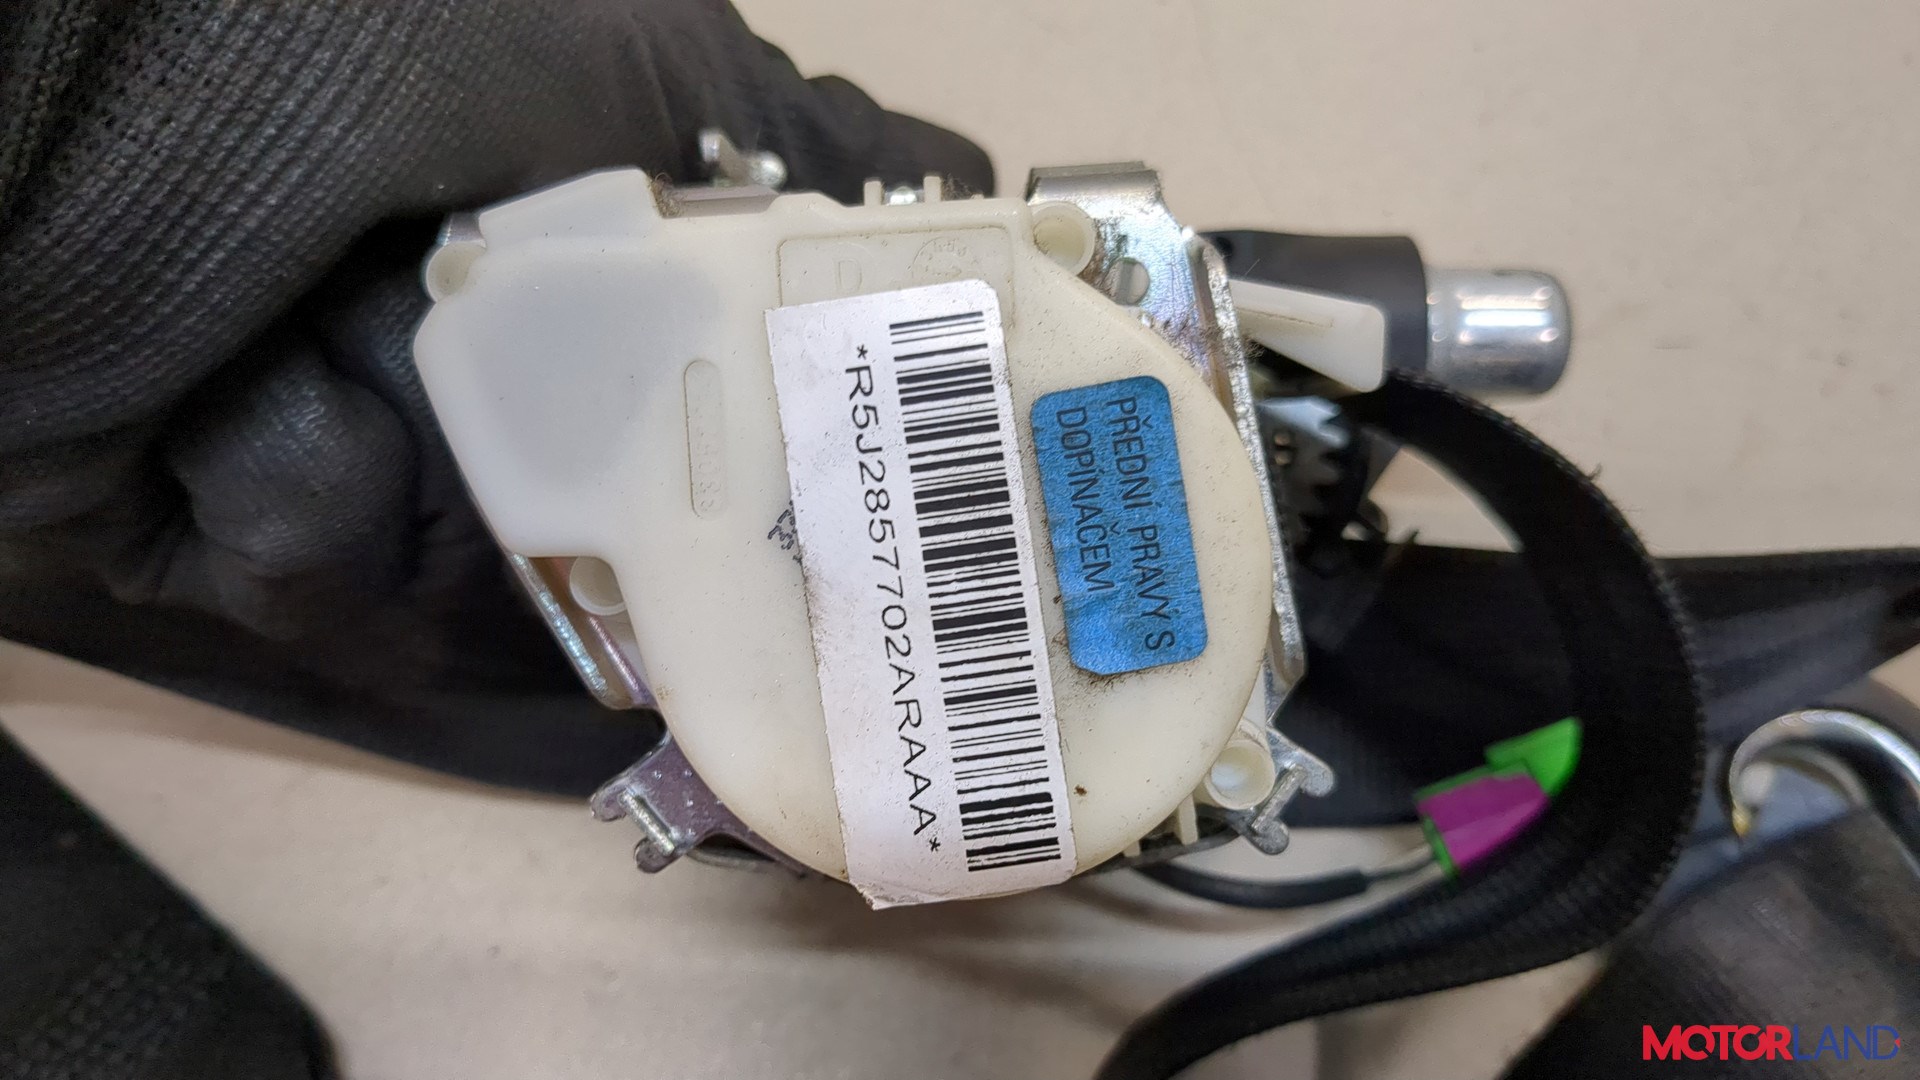 *R5J2857702ARAAA*
PŘEDNÍ PRAVÝ S
DOPÍNAČEM
D
MOTORLAND